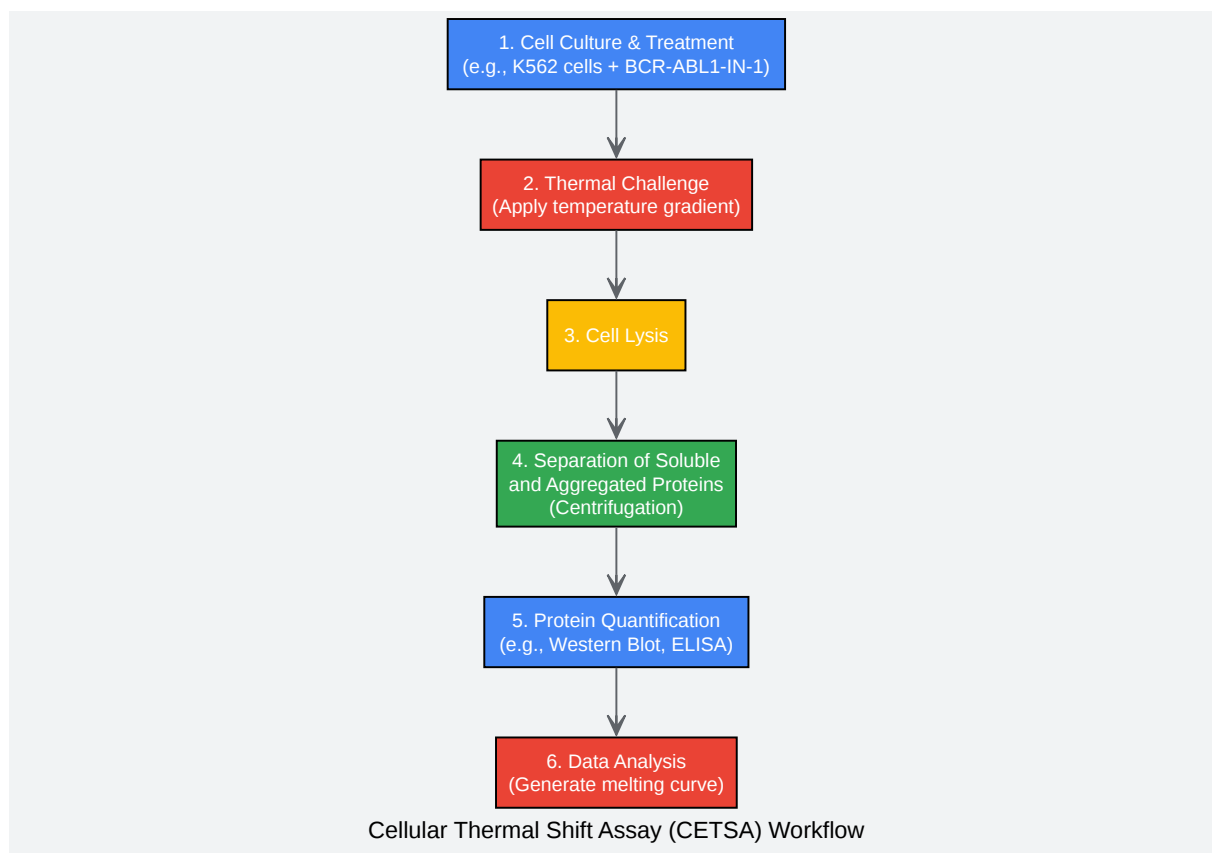 1. Cell Culture & Treatment
(e.g., K562 cells + BCR-ABL1-IN-1)
2. Thermal Challenge
(Apply temperature gradient)
3. Cell Lysis
4. Separation of Soluble
and Aggregated Proteins
(Centrifugation)
5. Protein Quantification
(e.g., Western Blot, ELISA)
6. Data Analysis
(Generate melting curve)
Cellular Thermal Shift Assay (CETSA) Workflow